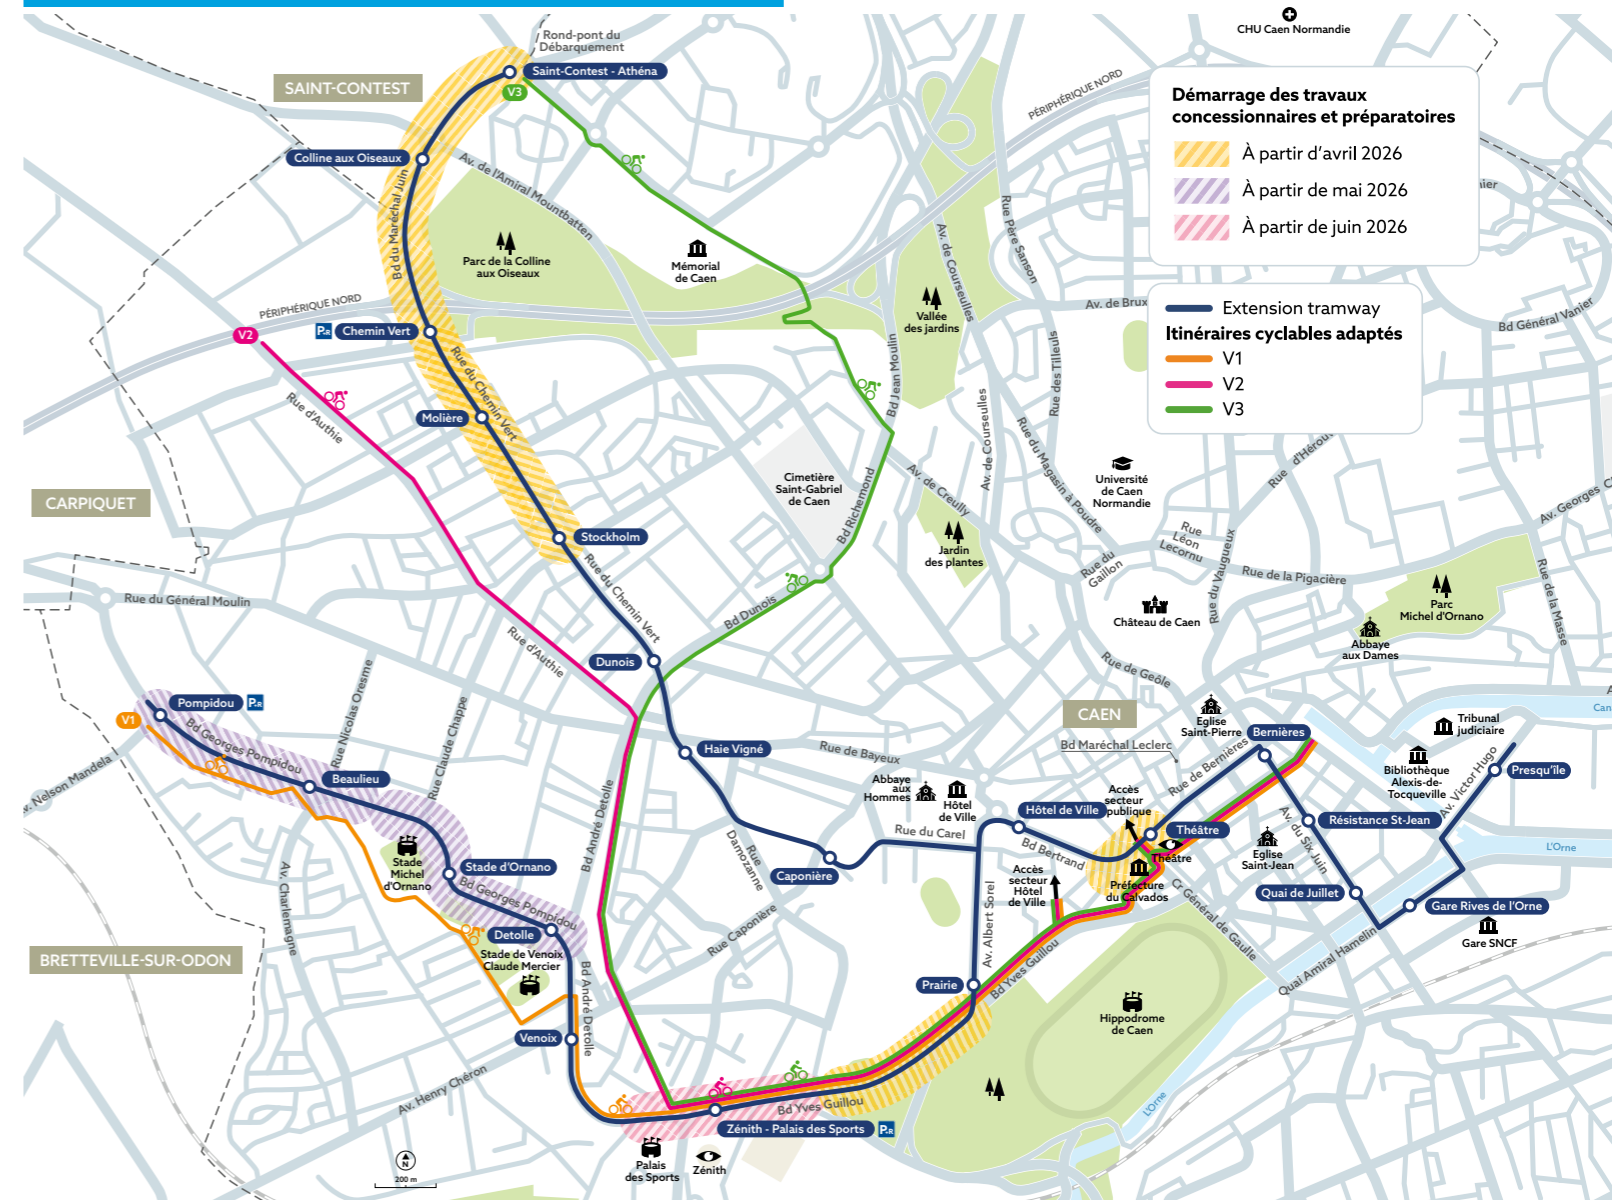 CHU Caen Normandie
Rond-pont du
Débarquement
Saint-Contest - Athéna
V3
SAINT-CONTEST
PÉRIPHÉRIQUE NORD
Démarrage des travaux
concessionnaires et préparatoires
À partir d'avril 2026
À partir de mai 2026
À partir de juin 2026
Extension tramway
Itinéraires cyclables adaptés
V1
V2
V3
Colline aux Oiseaux
Av. de l'Amiral Mountbatten
Bd du Maréchal Juin
Parc de la Colline
aux Oiseaux
Mémorial
de Caen
Av. de Courseulles
Rue Père Sanson
Vallée
des jardins
Av. de Brux
Bd Général Vanier
PÉRIPHÉRIQUE NORD
V2
P+R
Chemin Vert
Rue du Chemin Vert
Molière
Rue d'Authie
Bd Jean Moulin
Rue des Tilleuls
Av. de Courseulles
Rue du Magasin à Poudre
Rue d'Hérou
Université
de Caen
Normandie
Cimetière
Saint-Gabriel
de Caen
Bd Richemond
Av. de Creully
Av. Georges C
CARPIQUET
Stockholm
Jardin
des plantes
Rue
Léon
Lecornu
Rue du
Gaillon
Rue du Vaugueux
Rue de la Pigacière
Rue de la Masse
Parc
Michel d'Ornano
Château de Caen
Abbaye
aux Dames
Rue du Général Moulin
Rue du Chemin Vert
Bd Dunois
Rue d'Authie
Dunois
Rue de Geôle
Pompidou
P+R
V1
Bd Georges Pompidou
Rue Nicolas Oresme
Rue Claude Chappe
Beaulieu
Haie Vigné
Rue de Bayeux
CAEN
Bd Maréchal Leclerc
Eglise
Saint-Pierre
Bernières
Rue de Bernières
Tribunal
judiciaire
Can
Bibliothèque
Alexis-de-
Tocqueville
Presqu'île
Av. Victor Hugo
v. Nelson Mandela
Abbaye
aux
Hommes
Hôtel
de Ville
Hôtel de Ville
Accès
secteur
publique
Théâtre
Théâtre
Résistance St-Jean
L'Orne
Eglise
Saint-Jean
Av. du Six Juin
Rue du Carel
Bd Bertrand
Bd André Detolle
Rue
Damozanne
Caponière
Stade
Michel
d'Ornano
Stade d'Ornano
Bd Georges Pompidou
Av. Charlemagne
Accès
secteur
Hôtel
de Ville
Préfecture
du Calvados
Cr Général de Gaulle
Quai de Juillet
Gare Rives de l'Orne
Gare SNCF
Quai Amiral Hamelin
Detolle
Rue Caponière
Av. Albert Sorel
Bd Yves Guillou
BRETTEVILLE-SUR-ODON
Stade de Venoix
Claude Mercier
Bd André Detolle
Prairie
Hippodrome
de Caen
Venoix
Av. Henry Chéron
L'Orne
Bd Yves Guillou
Zénith - Palais des Sports
P+R
Palais
des Sports
Zénith
N
200 m